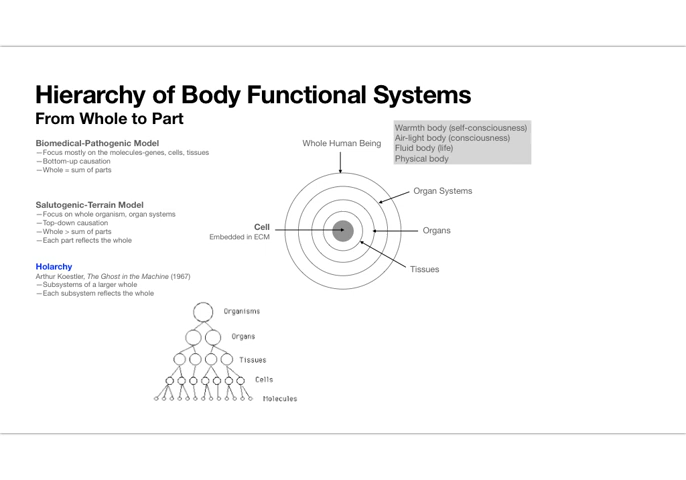 Hierarchy of Body Functional Systems
From Whole to Part
Biomedical-Pathogenic Model
—Focus mostly on the molecules-genes, cells, tissues
—Bottom-up causation
—Whole = sum of parts
Salutogenic-Terrain Model
—Focus on whole organism, organ systems
—Top-down causation
—Whole > sum of parts
—Each part reflects the whole
Holarchy
Arthur Koestler, The Ghost in the Machine (1967)
—Subsystems of a larger whole
—Each subsystem reflects the whole
Warmth body (self-consciousness)
Air-light body (consciousness)
Fluid body (life)
Physical body
Whole Human Being
Organ Systems
Cell
Embedded in ECM
Organs
Tissues
Organisms
Organs
Tissues
Cells
Molecules